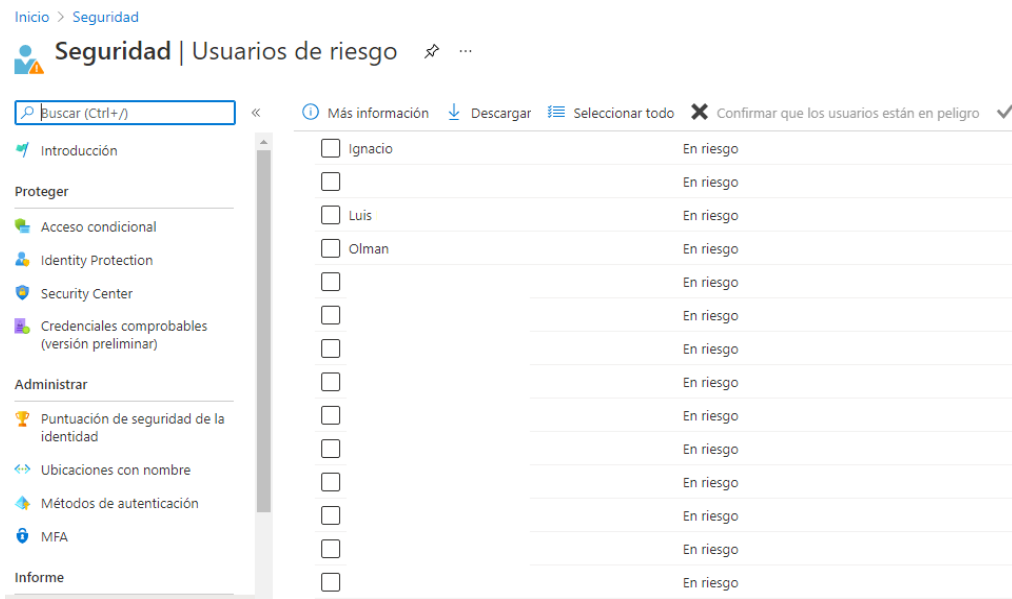 Inicio > Seguridad
Seguridad | Usuarios de riesgo
Buscar (Ctrl+/)
Introducción
Proteger
Acceso condicional
Identity Protection
Security Center
Credenciales comprobables
(versión preliminar)
Administrar
Puntuación de seguridad de la
identidad
Ubicaciones con nombre
Métodos de autenticación
MFA
Informe
Más información Descargar Seleccionar todo Confirmar que los usuarios están en peligro
Ignacio En riesgo
En riesgo
Luis En riesgo
Olman En riesgo
En riesgo
En riesgo
En riesgo
En riesgo
En riesgo
En riesgo
En riesgo
En riesgo
En riesgo
En riesgo